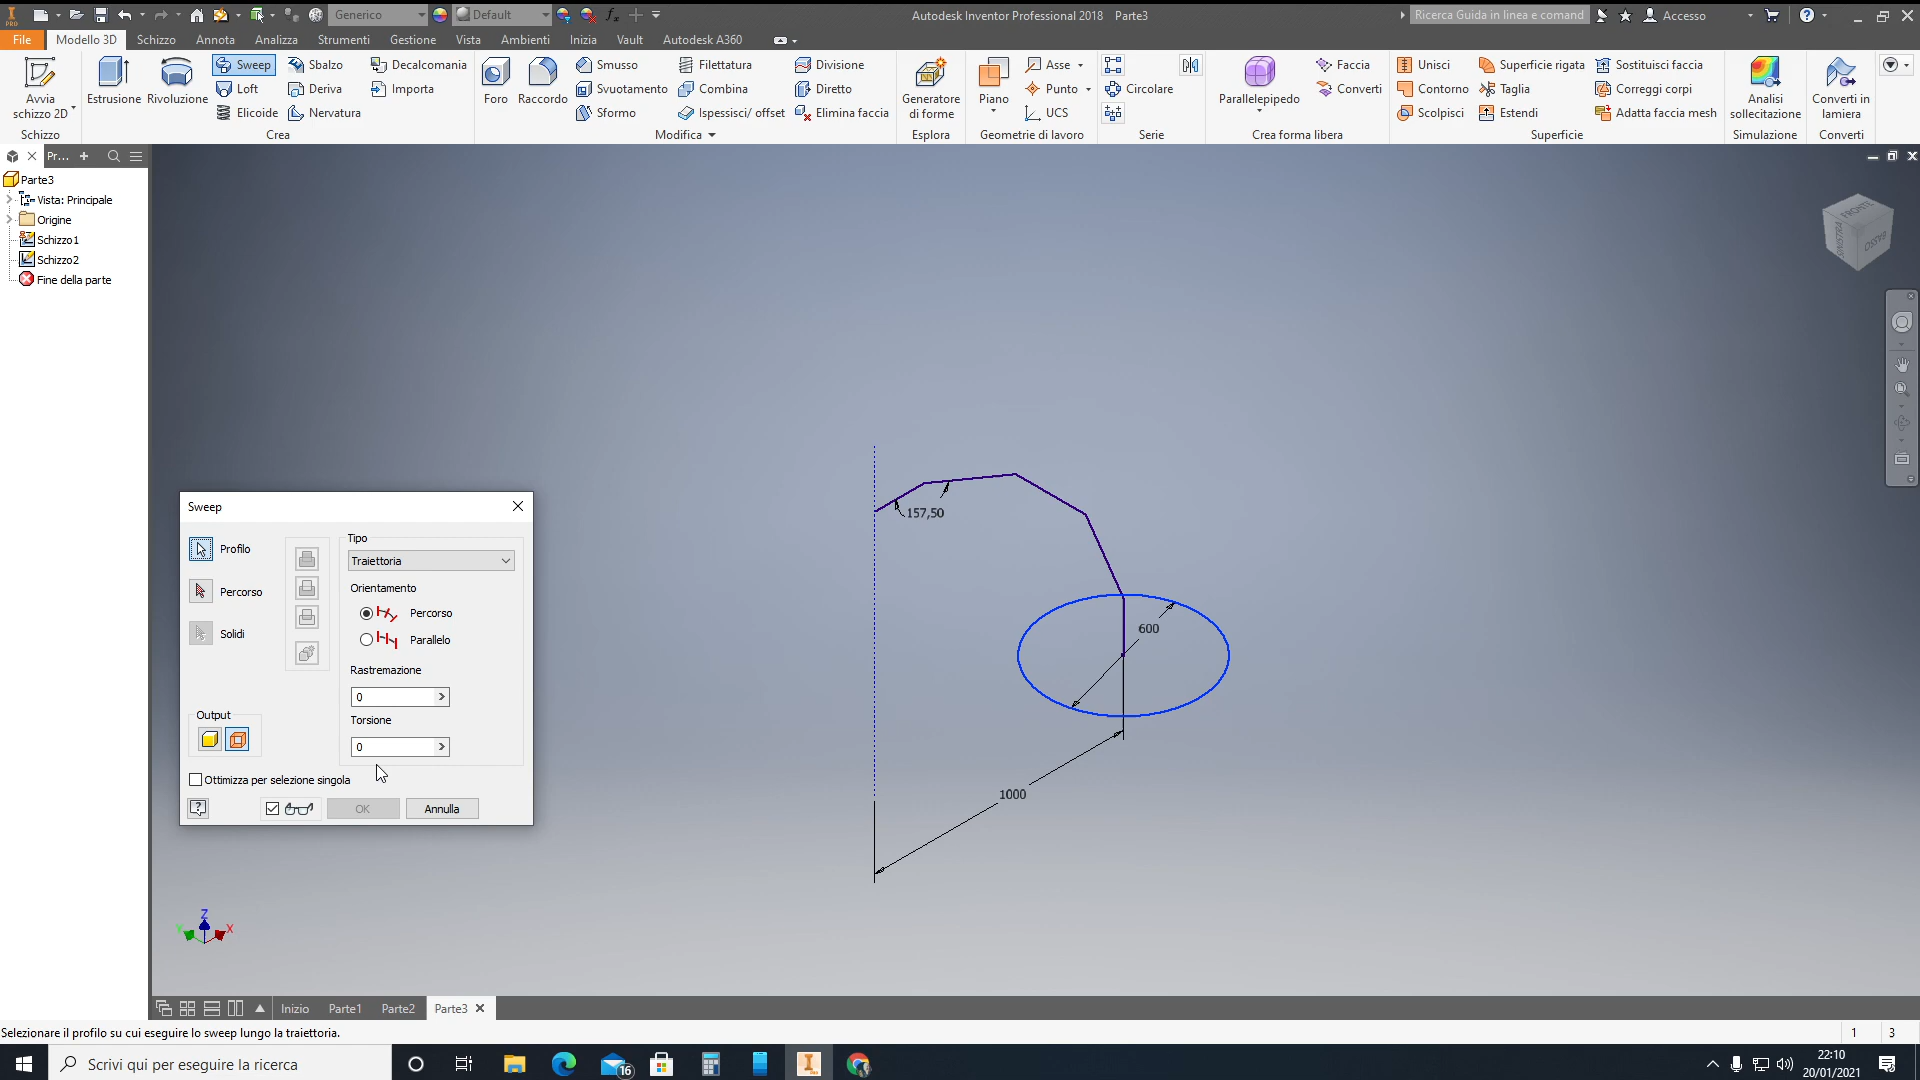 Generico
Default
Autodesk Inventor Professional 2018 Parte3
Ricerca Guida in linea e comand
Accesso
File Modello 3D Schizzo Annota Analizza Strumenti Gestione Vista Ambienti Inizia Vault Autodesk A360
Avvia schizzo 2D
Estrusione
Rivoluzione
Sweep
Sbalzo
Decalcomania
Loft
Deriva
Importa
Elicoide
Nervatura
Foro
Raccordo
Smusso
Filettatura
Divisione
Svuotamento
Combina
Diretto
Sformo
Ispessisci/ offset
Elimina faccia
Generatore di forme
Piano
Asse
Punto
UCS
Circolare
Parallelepipedo
Faccia
Converti
Unisci
Superficie rigata
Sostituisci faccia
Contorno
Taglia
Correggi corpi
Scolpisci
Estendi
Adatta faccia mesh
Analisi sollecitazione
Converti in lamiera
Schizzo
Crea
Modifica
Esplora
Geometrie di lavoro
Serie
Crea forma libera
Superficie
Simulazione
Converti
Pr...
Parte3
Vista: Principale
Origine
Schizzo1
Schizzo2
Fine della parte
FRONTE
SINISTRA
BASSO
157,50
600
1000
Sweep
Profilo
Percorso
Solidi
Tipo
Traiettoria
Orientamento
Percorso
Parallelo
Rastremazione
0
Torsione
0
Output
Ottimizza per selezione singola
OK
Annulla
Z
Y
X
Inizio Parte1 Parte2 Parte3
Selezionare il profilo su cui eseguire lo sweep lungo la traiettoria.
1 3
Scrivi qui per eseguire la ricerca
16
22:10
20/01/2021